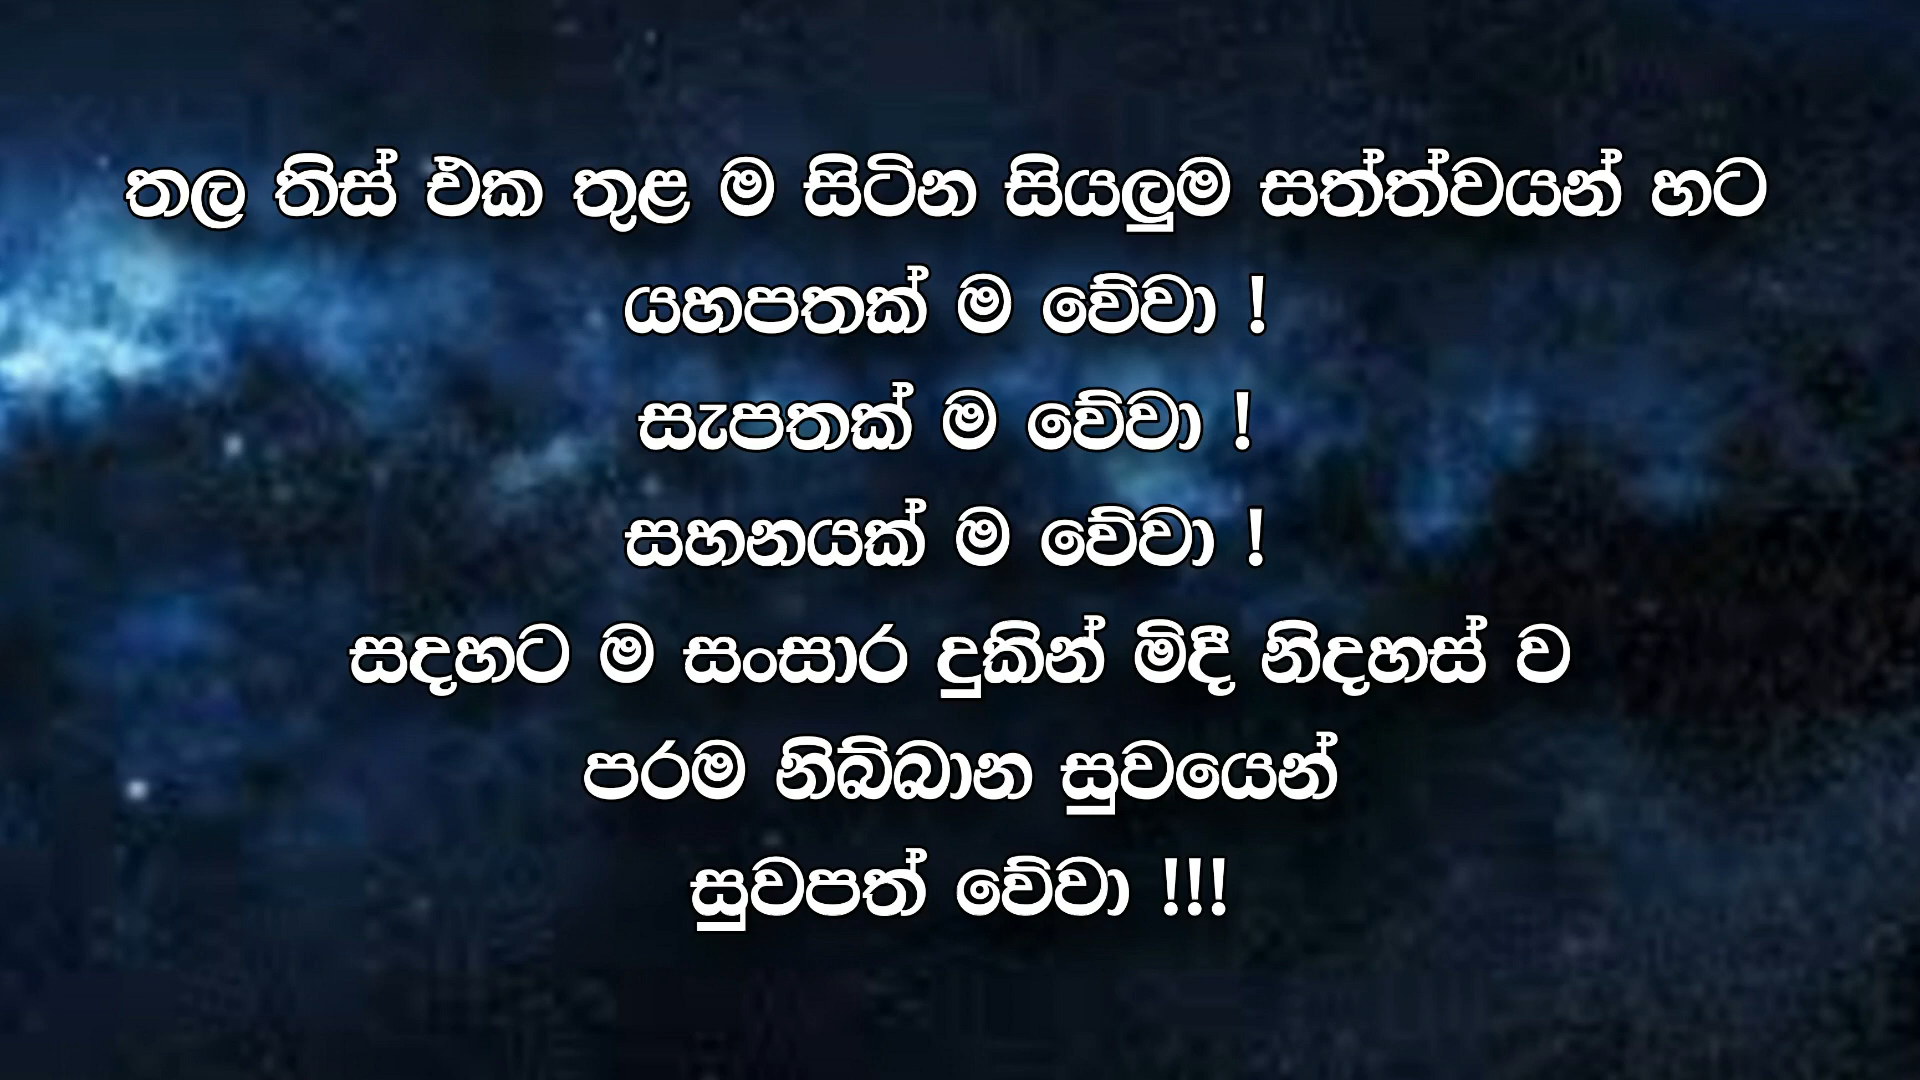 තල තිස් එක තුළ ම සිටින සියලුම සත්ත්වයන් හට
යහපතක් ම වේවා !
සැපතක් ම වේවා !
සහනයක් ම වේවා !
සදහට ම සංසාර දුකින් මිදී නිදහස් ව
පරම නිබ්බාන සුවයෙන්
සුවපත් වේවා !!!